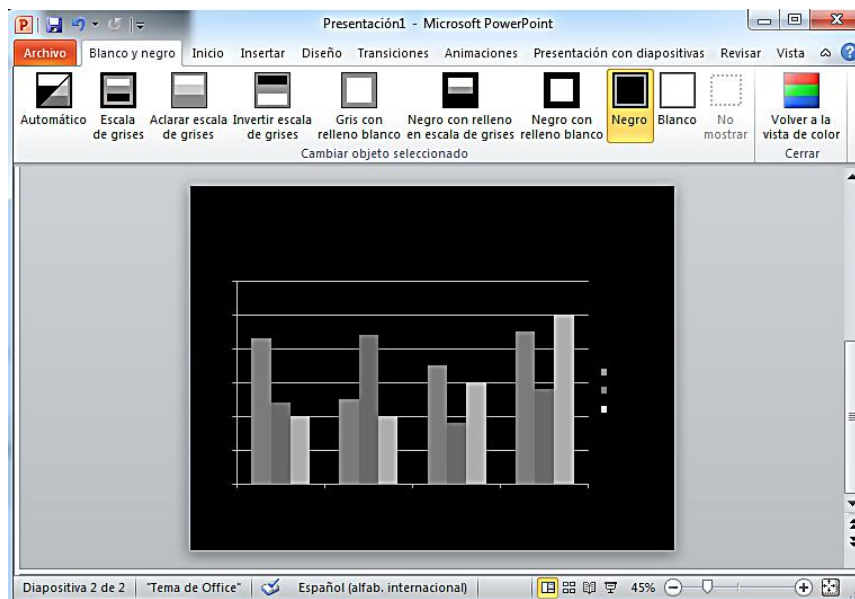 Presentación1 - Microsoft PowerPoint
Archivo Blanco y negro Inicio Insertar Diseño Transiciones Animaciones Presentación con diapositivas Revisar Vista
Automático Escala de grises Aclarar escala de grises Invertir escala de grises Gris con relleno blanco Negro con relleno en escala de grises Negro con relleno blanco Negro Blanco No mostrar Volver a la vista de color
Cambiar objeto seleccionado Cerrar
Diapositiva 2 de 2 "Tema de Office" Español (alfab. internacional) 45%